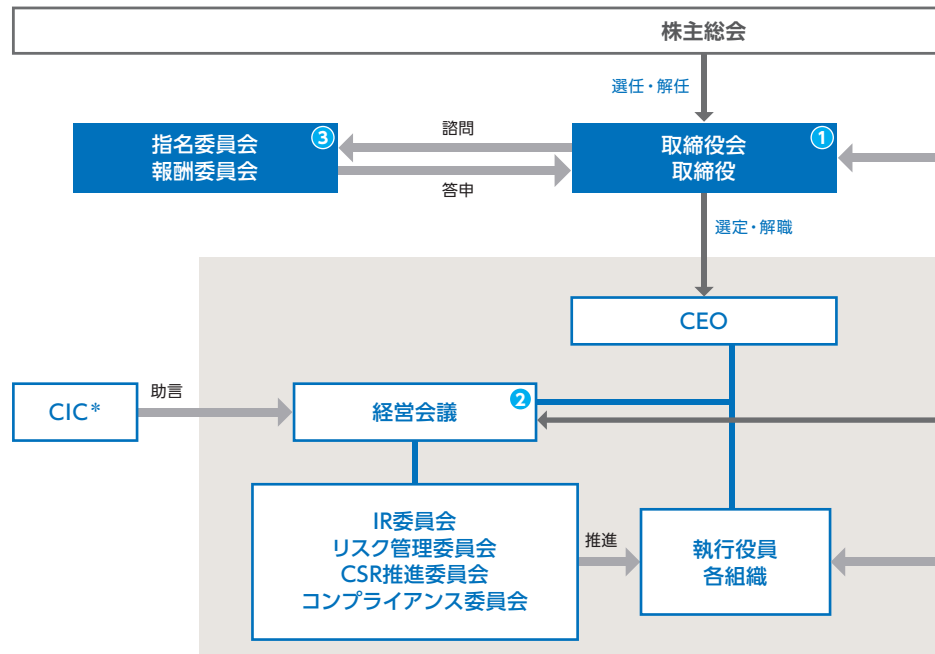 株主総会
選任・解任
指名委員会
報酬委員会
3
諮問
答申
取締役会
取締役
1
選定・解職
CEO
CIC*
助言
経営会議
2
IR委員会
リスク管理委員会
CSR推進委員会
コンプライアンス委員会
推進
執行役員
各組織